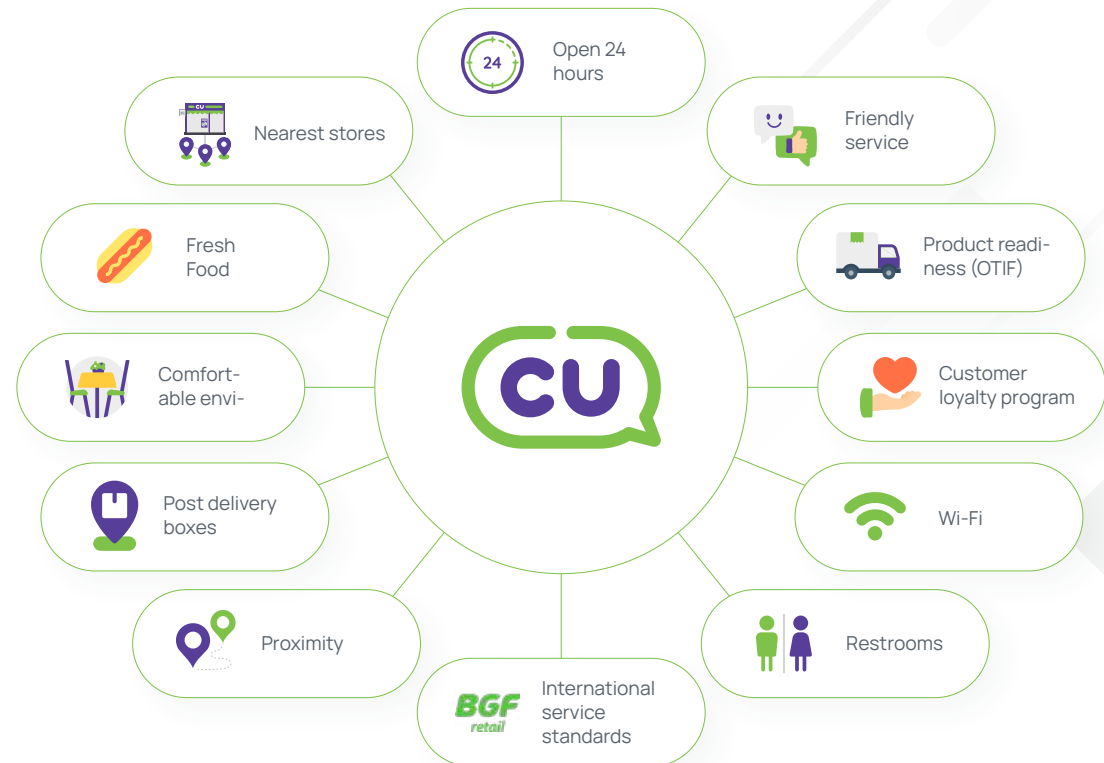 24
Open 24
hours
CU
Nearest stores
Friendly
service
Fresh
Food
Product readi-
ness (OTIF)
CU
Comfort-
able envi-
Customer
loyalty program
Post delivery
boxes
Wi-Fi
Proximity
Restrooms
BGF
retail
International
service
standards